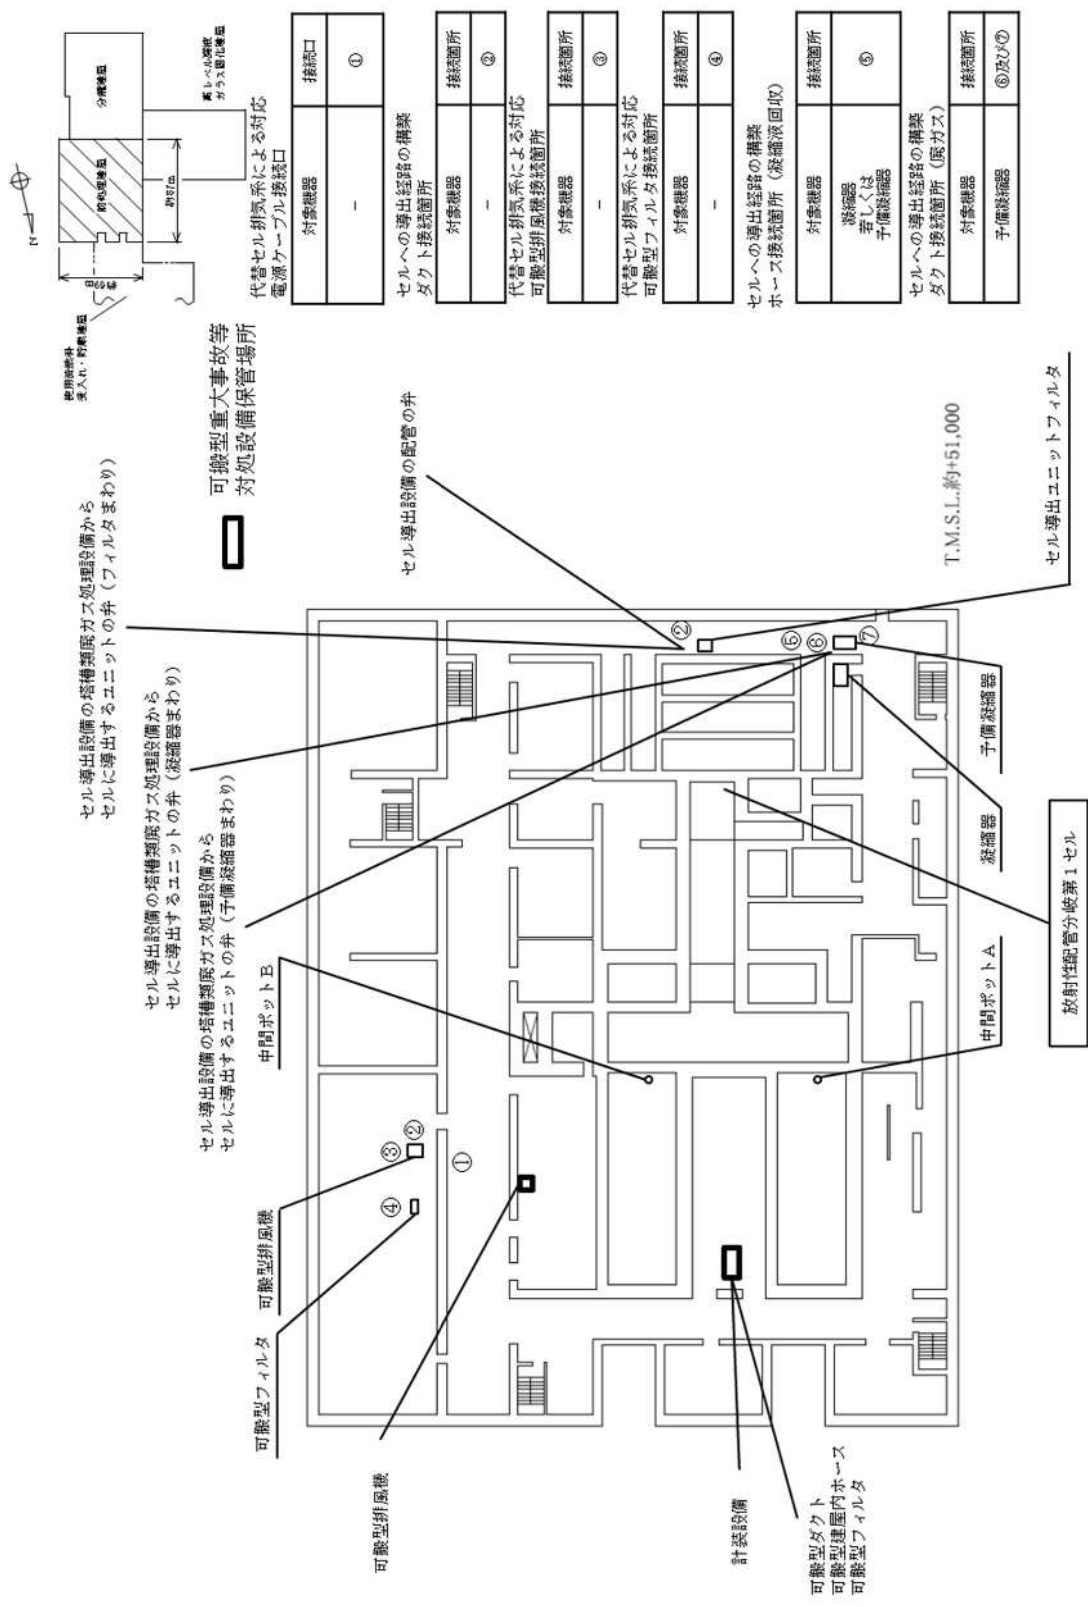 セル導出設備の塔槽類廃ガス処理設備から
セルに導出するユニットの弁（フィルタまわり）
セル導出設備の塔槽類廃ガス処理設備から
セルに導出するユニットの弁（凝縮器まわり）
セル導出設備の塔槽類廃ガス処理設備から
セルに導出するユニットの弁（予備凝縮器まわり）
中間ポットB
可搬型排風機
可搬型フィルタ
可搬型排風機
計装設備
可搬型ダクト
可搬型建屋内ホース
可搬型フィルタ
③
②
④
①
②
⑤
⑥
⑦
セル導出設備の配管の弁
セル導出ユニットフィルタ
予備凝縮器
凝縮器
中間ポットA
放射性配管分岐第1セル
T.M.S.L.約+51,000
可搬型重大事故等
対処設備保管場所
N
使用済燃料
受入れ・貯蔵建屋
前処理建屋
分離建屋
高レベル廃液
ガラス固化建屋
約87m
約69m
代替セル排気系による対応
電源ケーブル接続口
対象機器 接続口
－ ①
セルへの導出経路の構築
ダクト接続箇所
対象機器 接続箇所
－ ②
代替セル排気系による対応
可搬型排風機接続箇所
対象機器 接続箇所
－ ③
代替セル排気系による対応
可搬型フィルタ接続箇所
対象機器 接続箇所
－ ④
セルへの導出経路の構築
ホース接続箇所（凝縮液回収）
対象機器 接続箇所
凝縮器
若しくは
予備凝縮器 ⑤
セルへの導出経路の構築
ダクト接続箇所（廃ガス）
対象機器 接続箇所
予備凝縮器 ⑥及び⑦